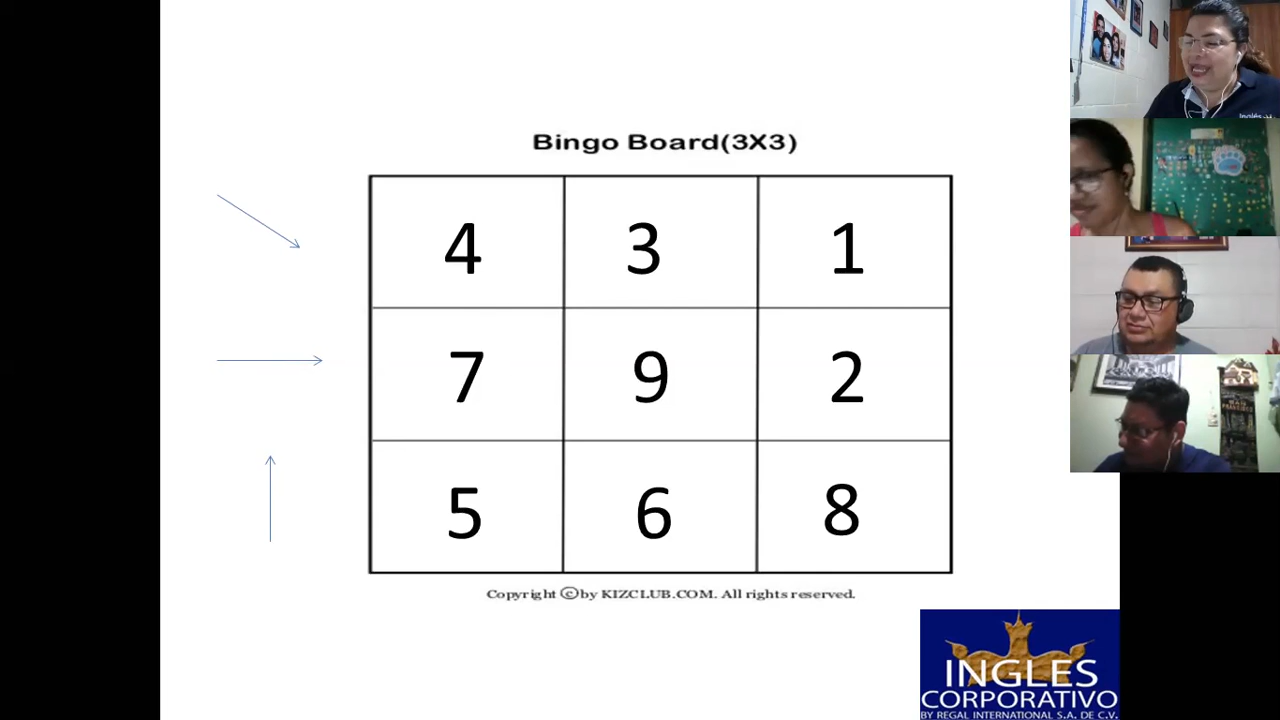 Bingo Board(3X3)
4 3 1
7 9 2
5 6 8
Copyright ©by KIZCLUB.COM. All rights reserved.
INGLES
CORPORATIVO
BY REGAL INTERNATIONAL S.A. DE C.V.